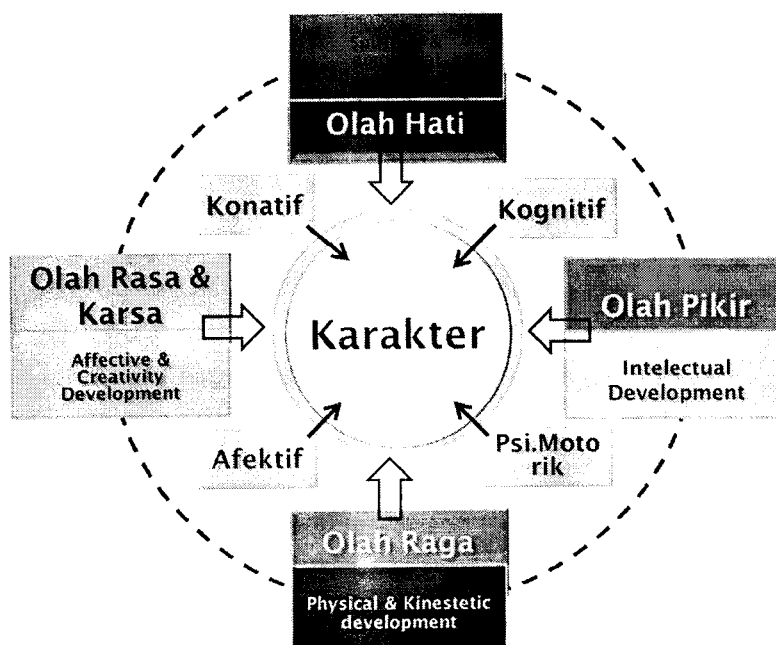 Olah Hati
Konatif
Kognitif
Olah Rasa &
Karsa
Affective &
Creativity
Development
Karakter
Olah Pikir
Intelectual
Development
Afektif
Psi.Moto
rik
Olah Raga
Physical & Kinestetic
development